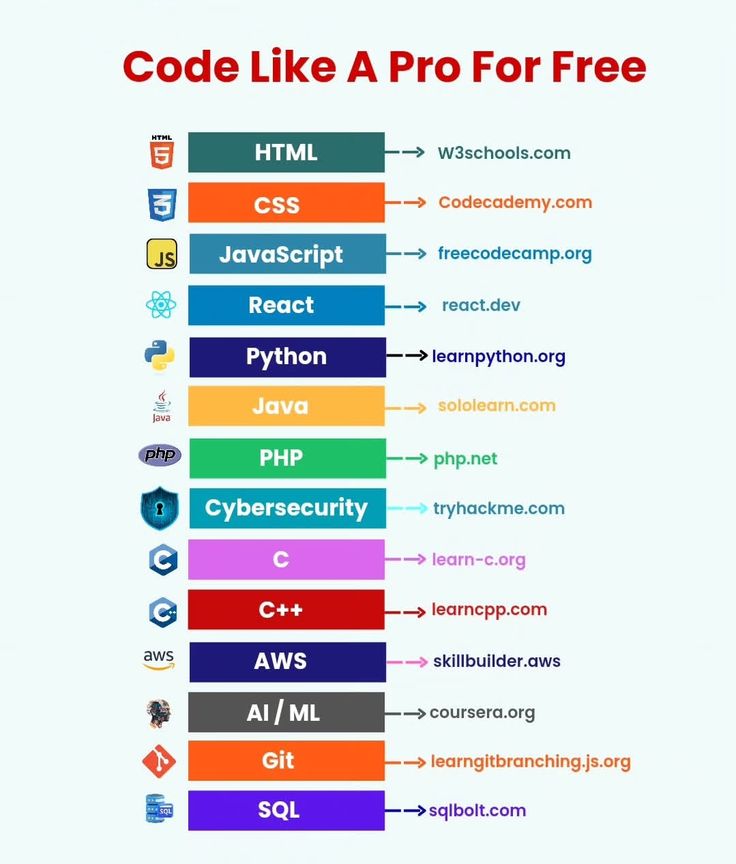 Code Like A Pro For Free
HTML
5
HTML
W3schools.com
3
CSS
Codecademy.com
JS
JavaScript
freecodecamp.org
React
react.dev
Python
learnpython.org
Java
Java
sololearn.com
php
PHP
php.net
Cybersecurity
tryhackme.com
C
C
learn-c.org
C++
C++
learncpp.com
aws
AWS
skillbuilder.aws
AI / ML
coursera.org
Git
learngitbranching.js.org
SQL
SQL
sqlbolt.com